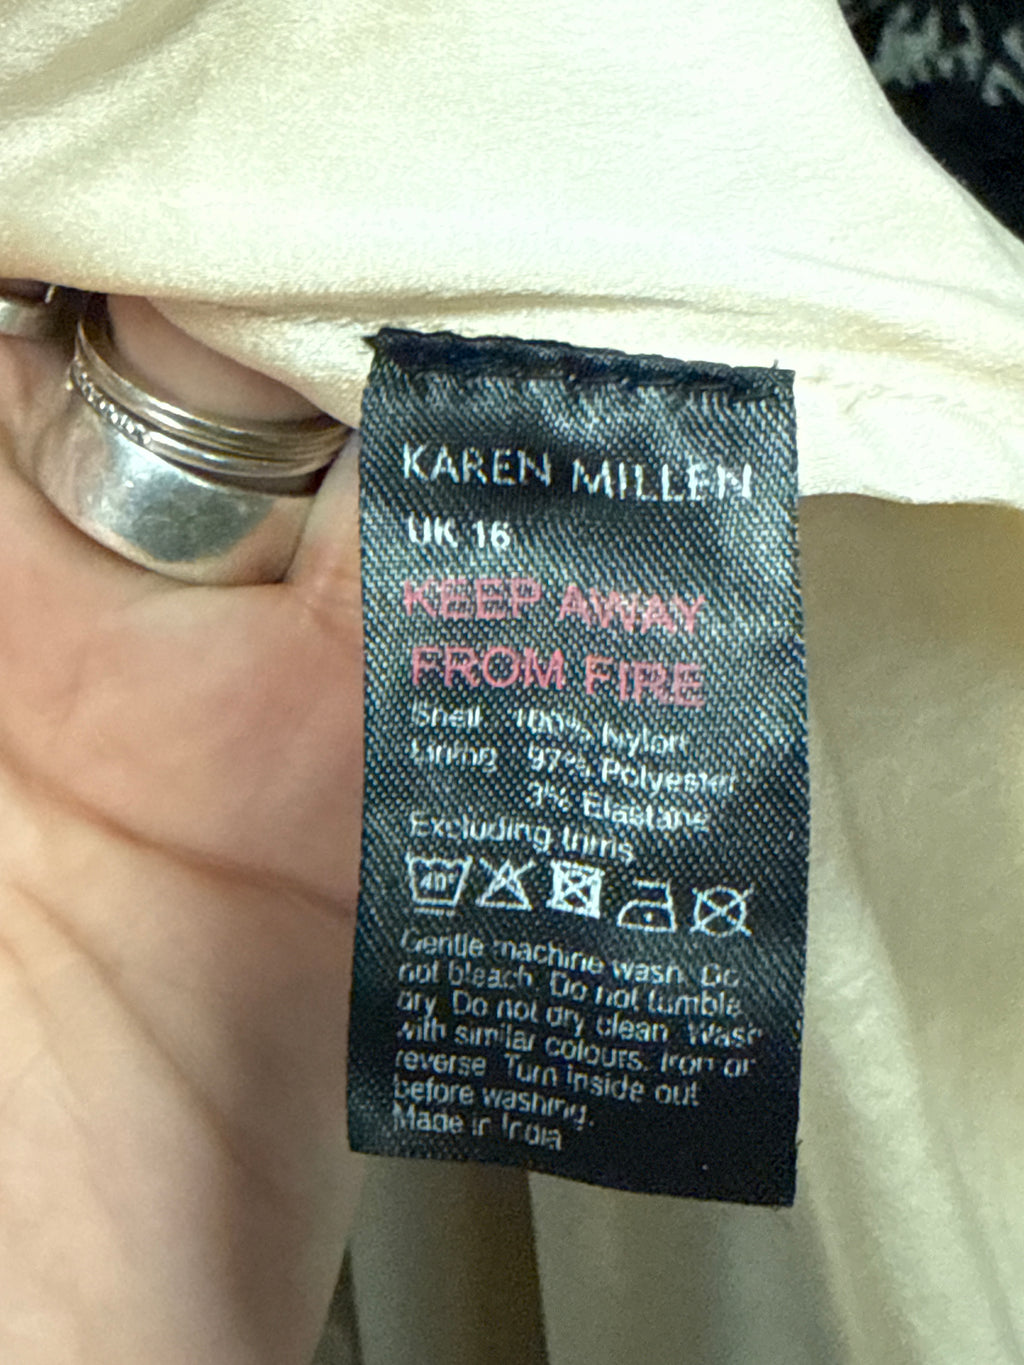 KAREN MILLEN
UK 16
KEEP AWAY
FROM FIRE
Shell 100% Nylon
Lining 97% Polyester
3% Elastane
Excluding trims
40°
Gentle machine wash. Do
not bleach. Do not tumble
dry. Do not dry clean. Wash
with similar colours. Iron on
reverse. Turn inside out
before washing.
Made in India